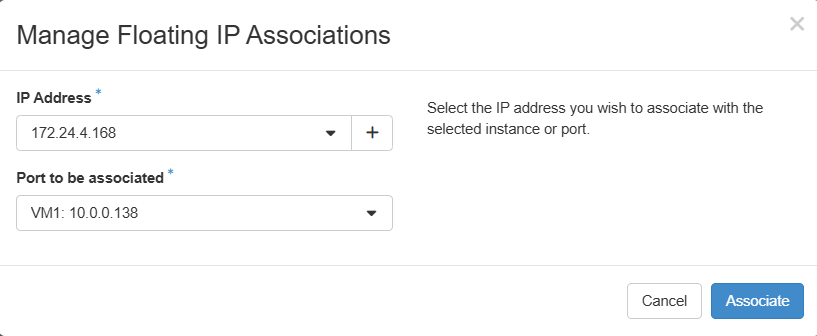 Manage Floating IP Associations
×
IP Address *
172.24.4.168
+
Select the IP address you wish to associate with the
selected instance or port.
Port to be associated *
VM1: 10.0.0.138
Cancel
Associate